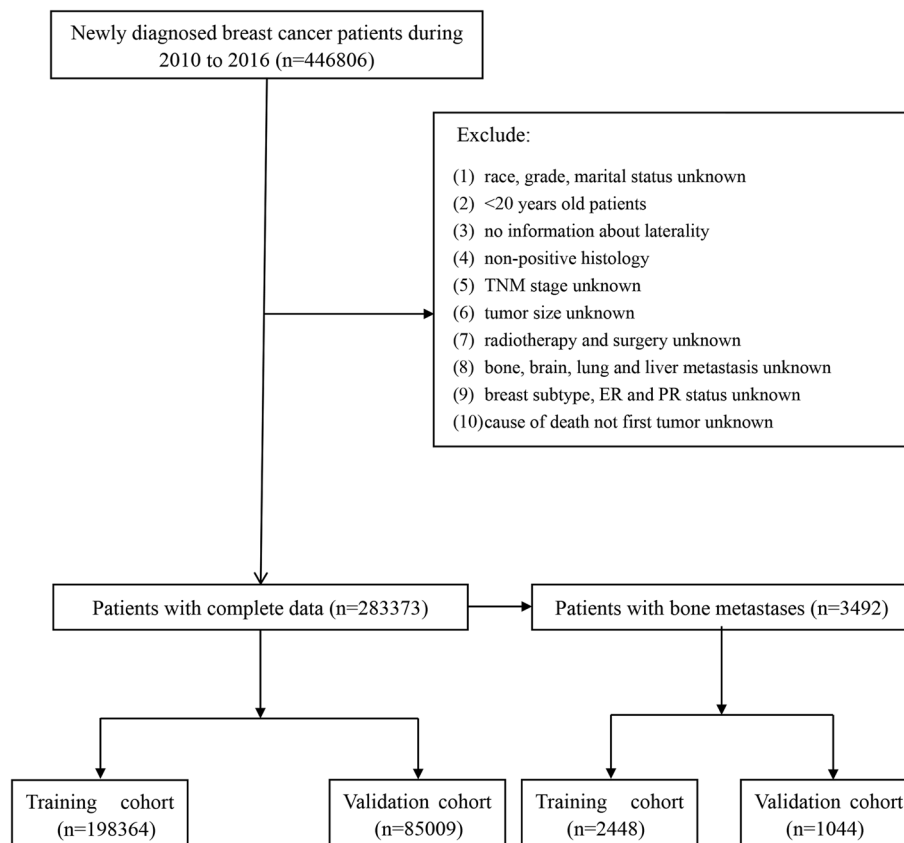 Newly diagnosed breast cancer patients during
2010 to 2016 (n=446806)
Exclude:
(1) race, grade, marital status unknown
(2) <20 years old patients
(3) no information about laterality
(4) non-positive histology
(5) TNM stage unknown
(6) tumor size unknown
(7) radiotherapy and surgery unknown
(8) bone, brain, lung and liver metastasis unknown
(9) breast subtype, ER and PR status unknown
(10)cause of death not first tumor unknown
Patients with complete data (n=283373)
Patients with bone metastases (n=3492)
Training cohort
(n=198364)
Validation cohort
(n=85009)
Training cohort
(n=2448)
Validation cohort
(n=1044)